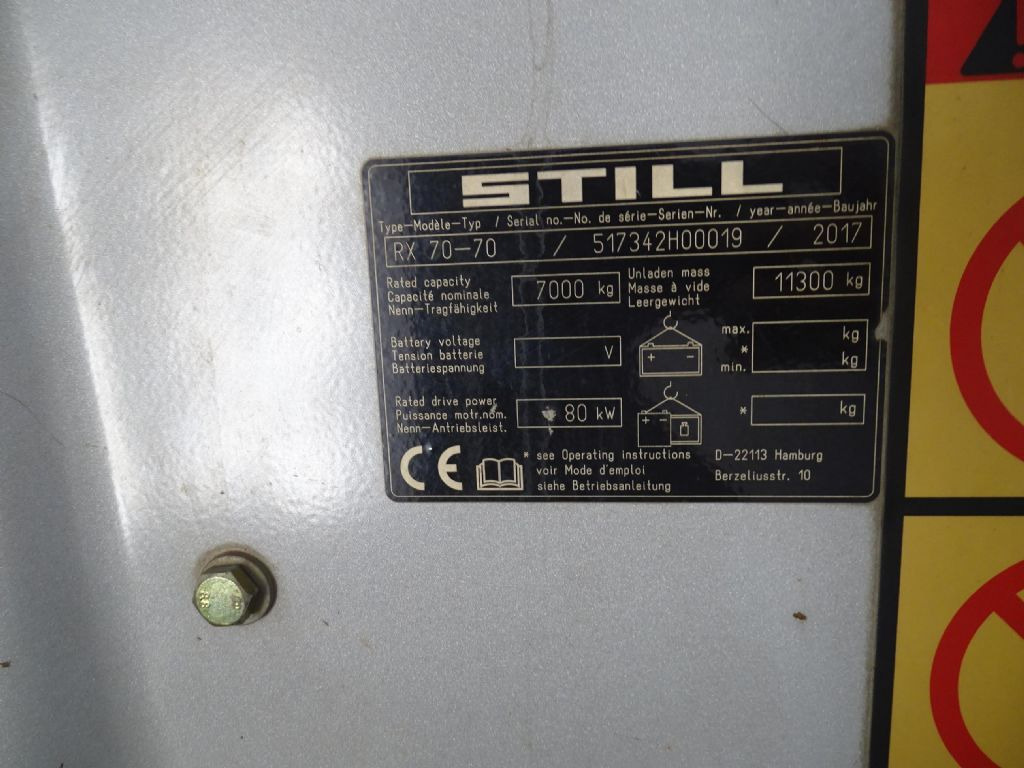 STILL
Type-Modèle-Typ / Serial no.-No. de série-Serien-Nr. / year-année-Baujahr
RX 70-70 / 517342H00019 / 2017
Rated capacity
Capacité nominale
Nenn-Tragfähigkeit
7000 kg
Unladen mass
Masse à vide
Leergewicht
11300 kg
Battery voltage
Tension batterie
Batteriespannung
V
+ -
max. kg
*
min. kg
Rated drive power
Puissance motr.nom.
Nenn-Antriebsleist.
80 kW
+ -
* kg
CE
* see Operating instructions
voir Mode d'emploi
siehe Betriebsanleitung
D-22113 Hamburg
Berzeliusstr. 10